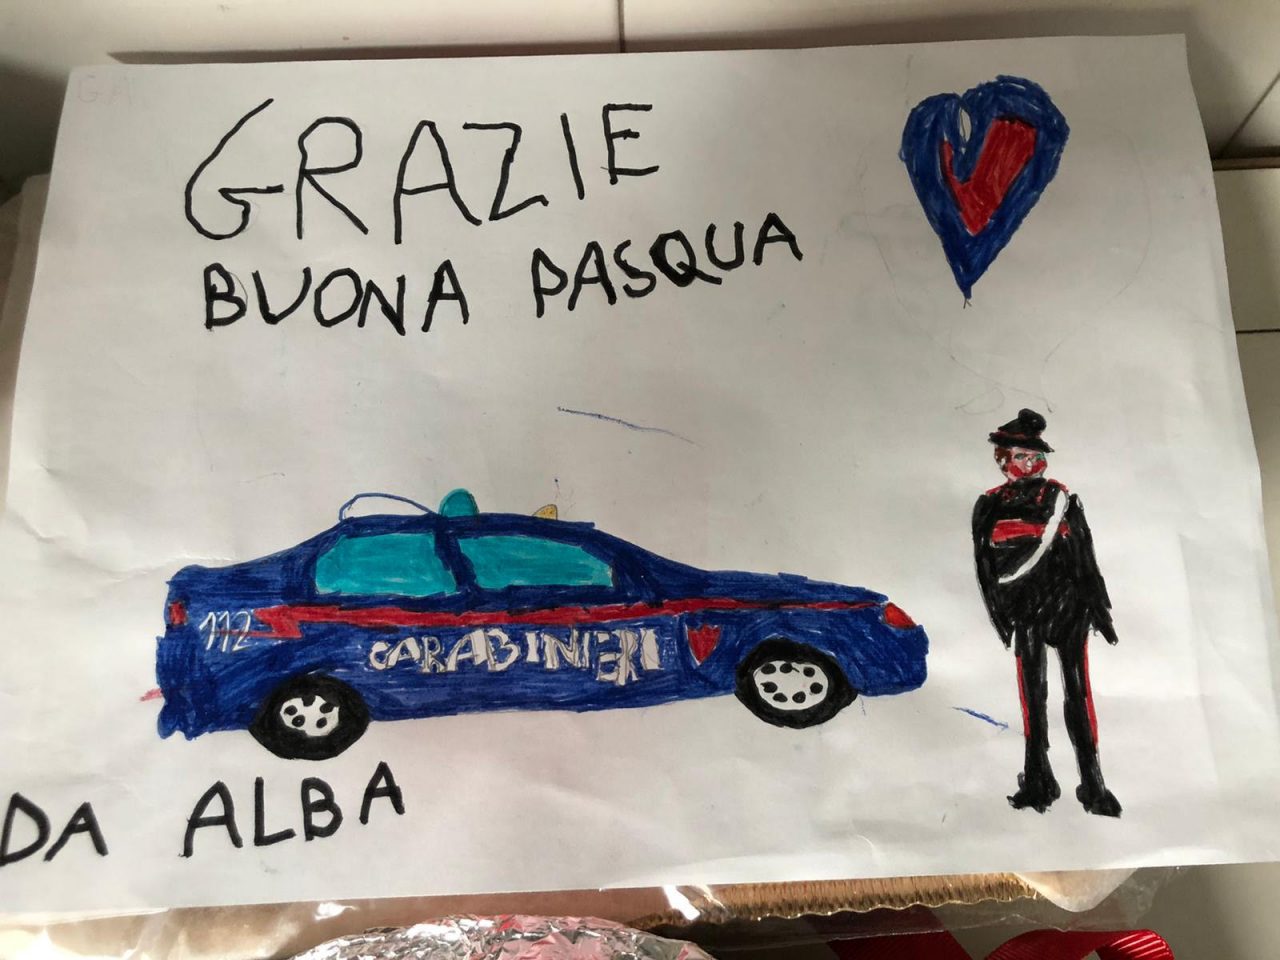 GRAZIE
BUONA PASQUA
112
CARABINIERI
DA ALBA